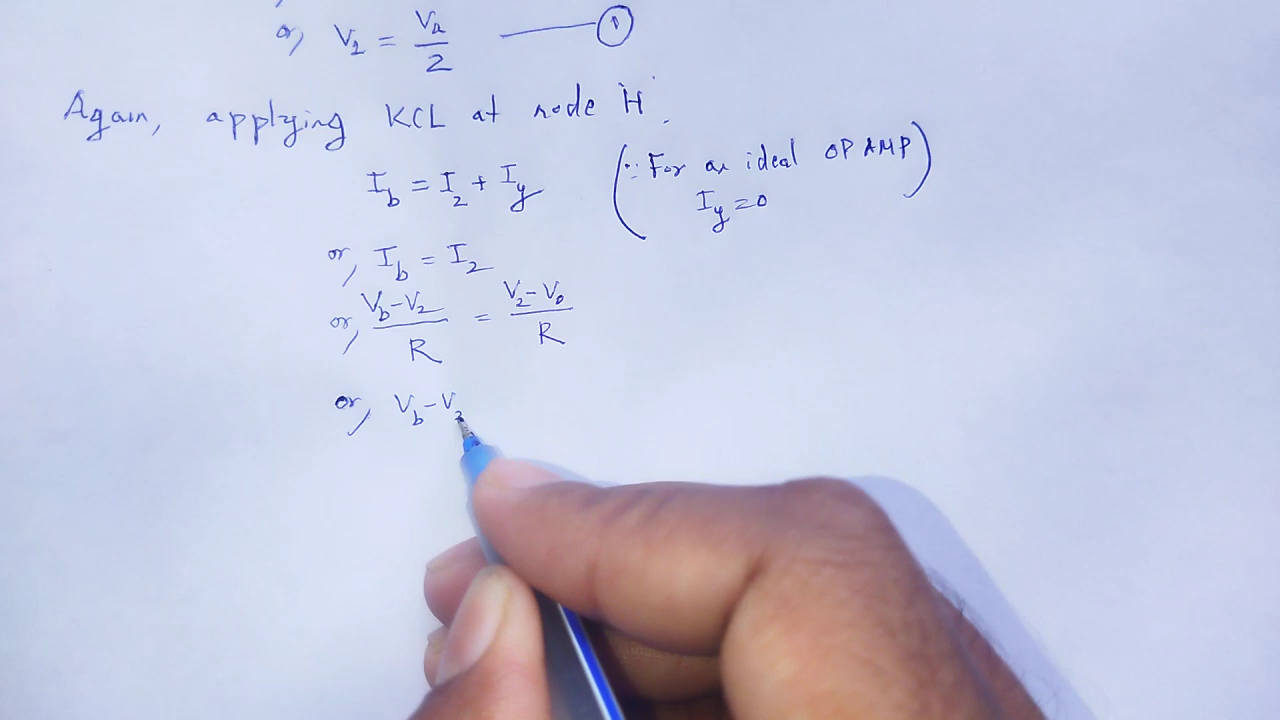 or, V₁ = Va/2 ——— ①
Again, applying KCL at node H.
I_b = I₂ + I_y (∵ For an ideal OP AMP)
I_y = 0
or, I_b = I₂
or, (V_b - V₂)/R = (V₂ - V₀)/R
or, V_b - V₂